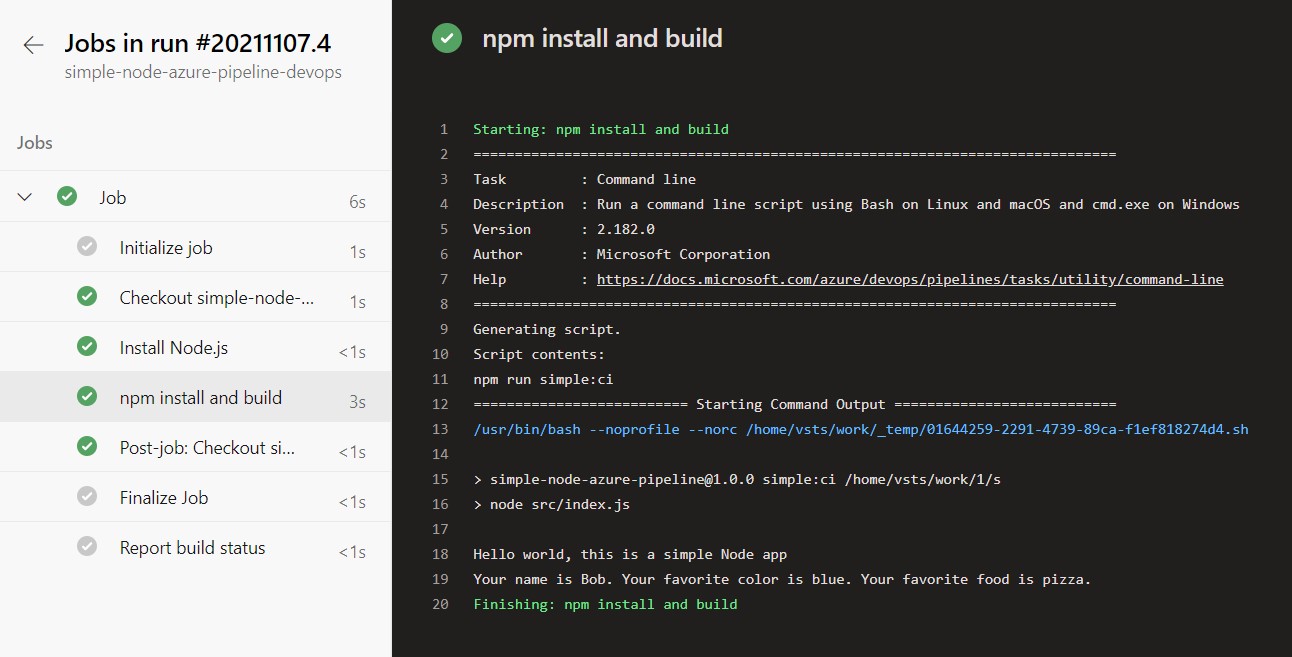 Jobs in run #20211107.4
simple-node-azure-pipeline-devops
Jobs
Job 6s
Initialize job 1s
Checkout simple-node-... 1s
Install Node.js <1s
npm install and build 3s
Post-job: Checkout si... <1s
Finalize Job <1s
Report build status <1s
npm install and build
1 Starting: npm install and build
2 ==============================================================================
3 Task         : Command line
4 Description  : Run a command line script using Bash on Linux and macOS and cmd.exe on Windows
5 Version      : 2.182.0
6 Author       : Microsoft Corporation
7 Help         : https://docs.microsoft.com/azure/devops/pipelines/tasks/utility/command-line
8 ==============================================================================
9 Generating script.
10 Script contents:
11 npm run simple:ci
12 ========================== Starting Command Output ===========================
13 /usr/bin/bash --noprofile --norc /home/vsts/work/_temp/01644259-2291-4739-89ca-f1ef818274d4.sh
14
15 > simple-node-azure-pipeline@1.0.0 simple:ci /home/vsts/work/1/s
16 > node src/index.js
17
18 Hello world, this is a simple Node app
19 Your name is Bob. Your favorite color is blue. Your favorite food is pizza.
20 Finishing: npm install and build